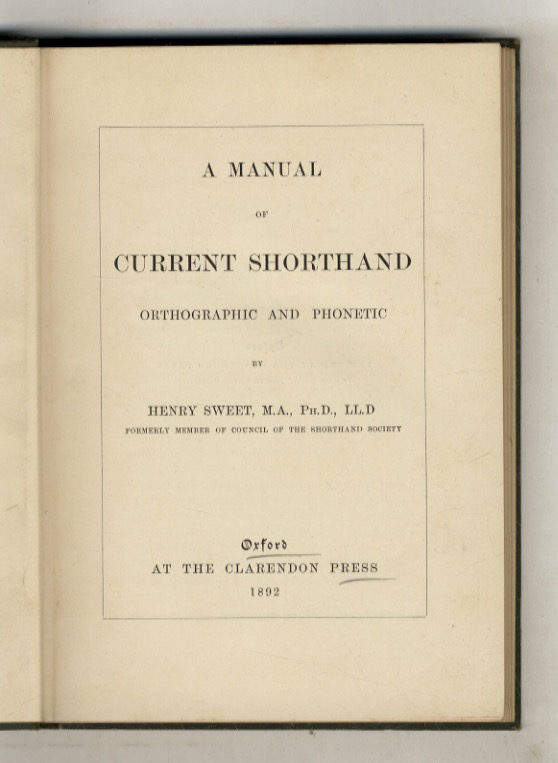 A MANUAL
OF
CURRENT SHORTHAND
ORTHOGRAPHIC AND PHONETIC
BY
HENRY SWEET, M.A., PH.D., LL.D
FORMERLY MEMBER OF COUNCIL OF THE SHORTHAND SOCIETY
Oxford
AT THE CLARENDON PRESS
1892